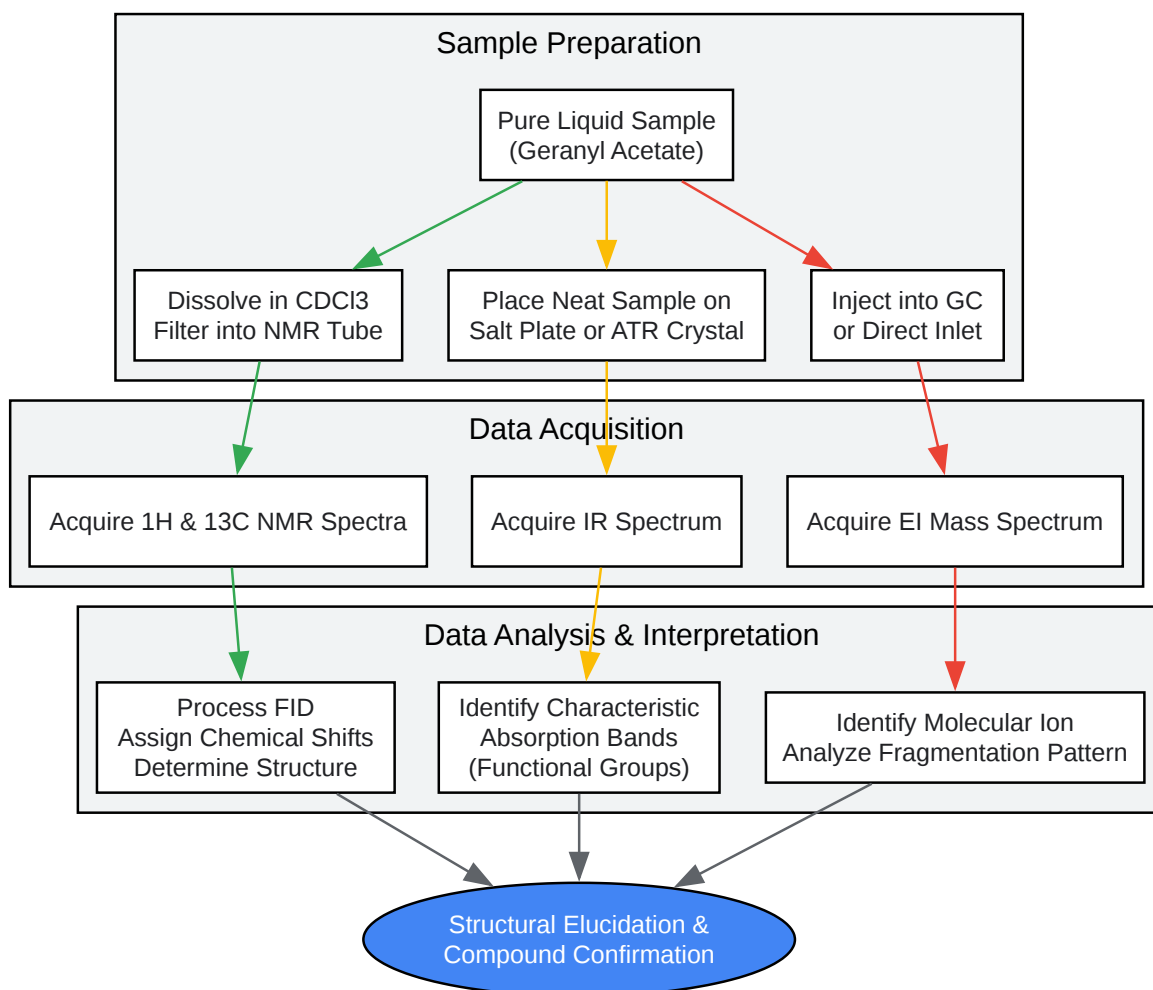 Sample Preparation
Pure Liquid Sample
(Geranyl Acetate)
Dissolve in CDCl3
Filter into NMR Tube
Place Neat Sample on
Salt Plate or ATR Crystal
Inject into GC
or Direct Inlet
Data Acquisition
Acquire 1H & 13C NMR Spectra
Acquire IR Spectrum
Acquire EI Mass Spectrum
Data Analysis & Interpretation
Process FID
Assign Chemical Shifts
Determine Structure
Identify Characteristic
Absorption Bands
(Functional Groups)
Identify Molecular Ion
Analyze Fragmentation Pattern
Structural Elucidation &
Compound Confirmation